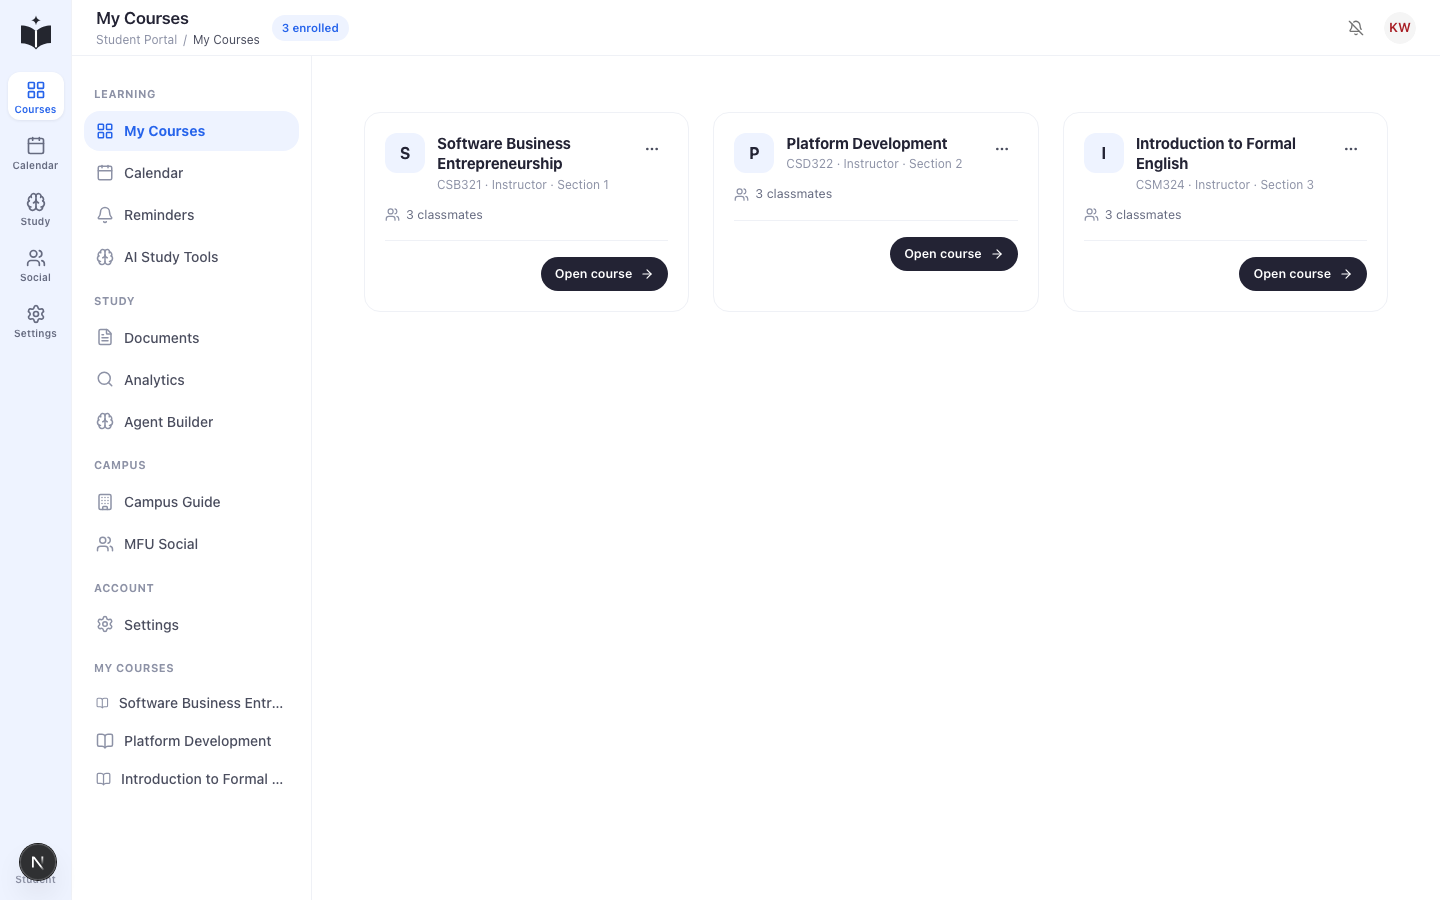 My Courses
Student Portal / My Courses
3 enrolled
KW
Courses
Calendar
Study
Social
Settings
N
Student
LEARNING
My Courses
Calendar
Reminders
AI Study Tools
STUDY
Documents
Analytics
Agent Builder
CAMPUS
Campus Guide
MFU Social
ACCOUNT
Settings
MY COURSES
Software Business Entr...
Platform Development
Introduction to Formal ...
S
Software Business
Entrepreneurship
CSB321 · Instructor · Section 1
3 classmates
Open course
P
Platform Development
CSD322 · Instructor · Section 2
3 classmates
Open course
I
Introduction to Formal
English
CSM324 · Instructor · Section 3
3 classmates
Open course